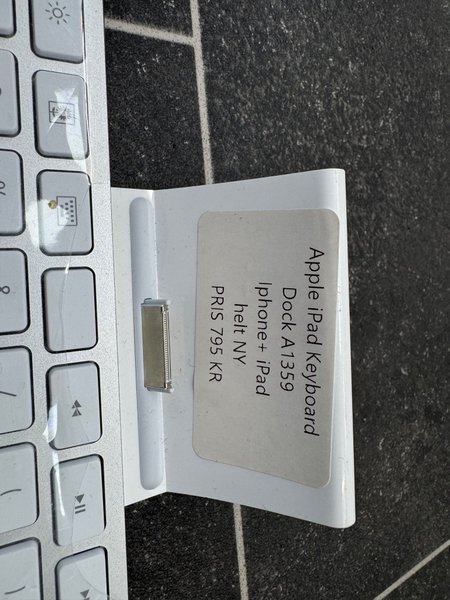 Apple iPad Keyboard
Dock A1359
Iphone+ iPad
helt NY
PRIS 795 KR